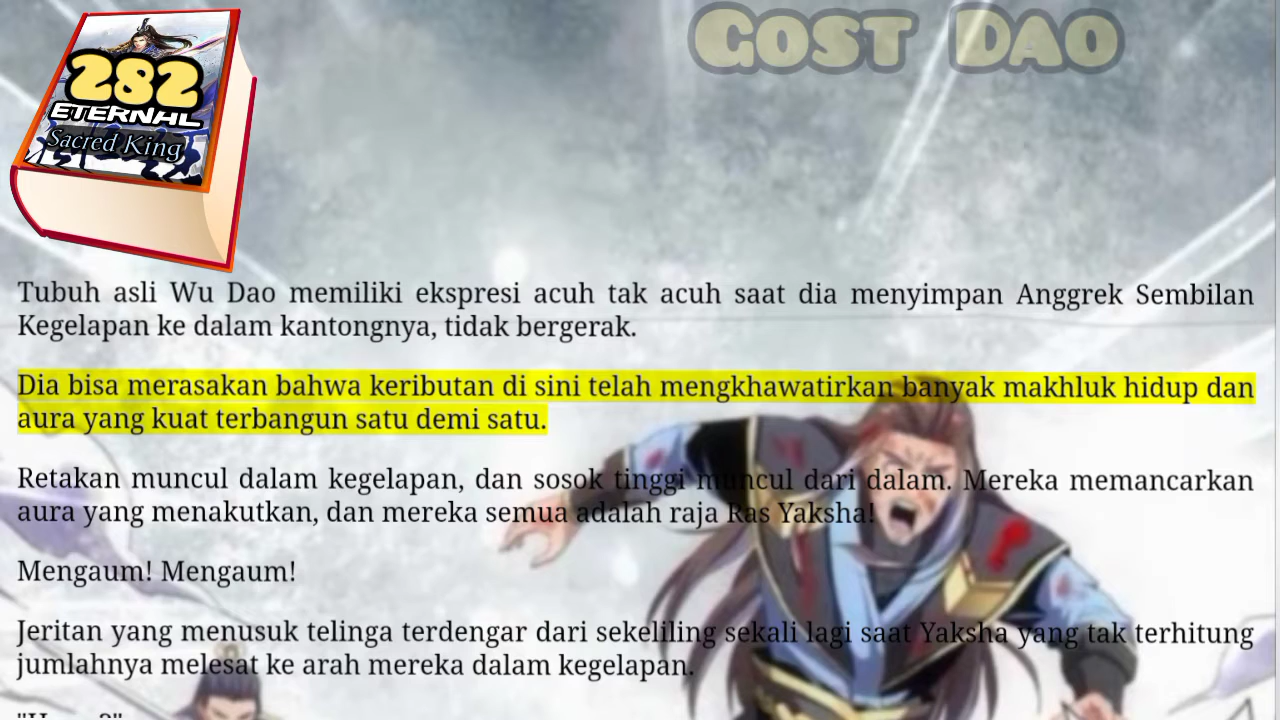 GOST DAO
282
ETERNAL
Sacred King
Tubuh asli Wu Dao memiliki ekspresi acuh tak acuh saat dia menyimpan Anggrek Sembilan
Kegelapan ke dalam kantongnya, tidak bergerak.
Dia bisa merasakan bahwa keributan di sini telah mengkhawatirkan banyak makhluk hidup dan
aura yang kuat terbangun satu demi satu.
Retakan muncul dalam kegelapan, dan sosok tinggi muncul dari dalam. Mereka memancarkan
aura yang menakutkan, dan mereka semua adalah raja Ras Yaksha!
Mengaum! Mengaum!
Jeritan yang menusuk telinga terdengar dari sekeliling sekali lagi saat Yaksha yang tak terhitung
jumlahnya melesat ke arah mereka dalam kegelapan.